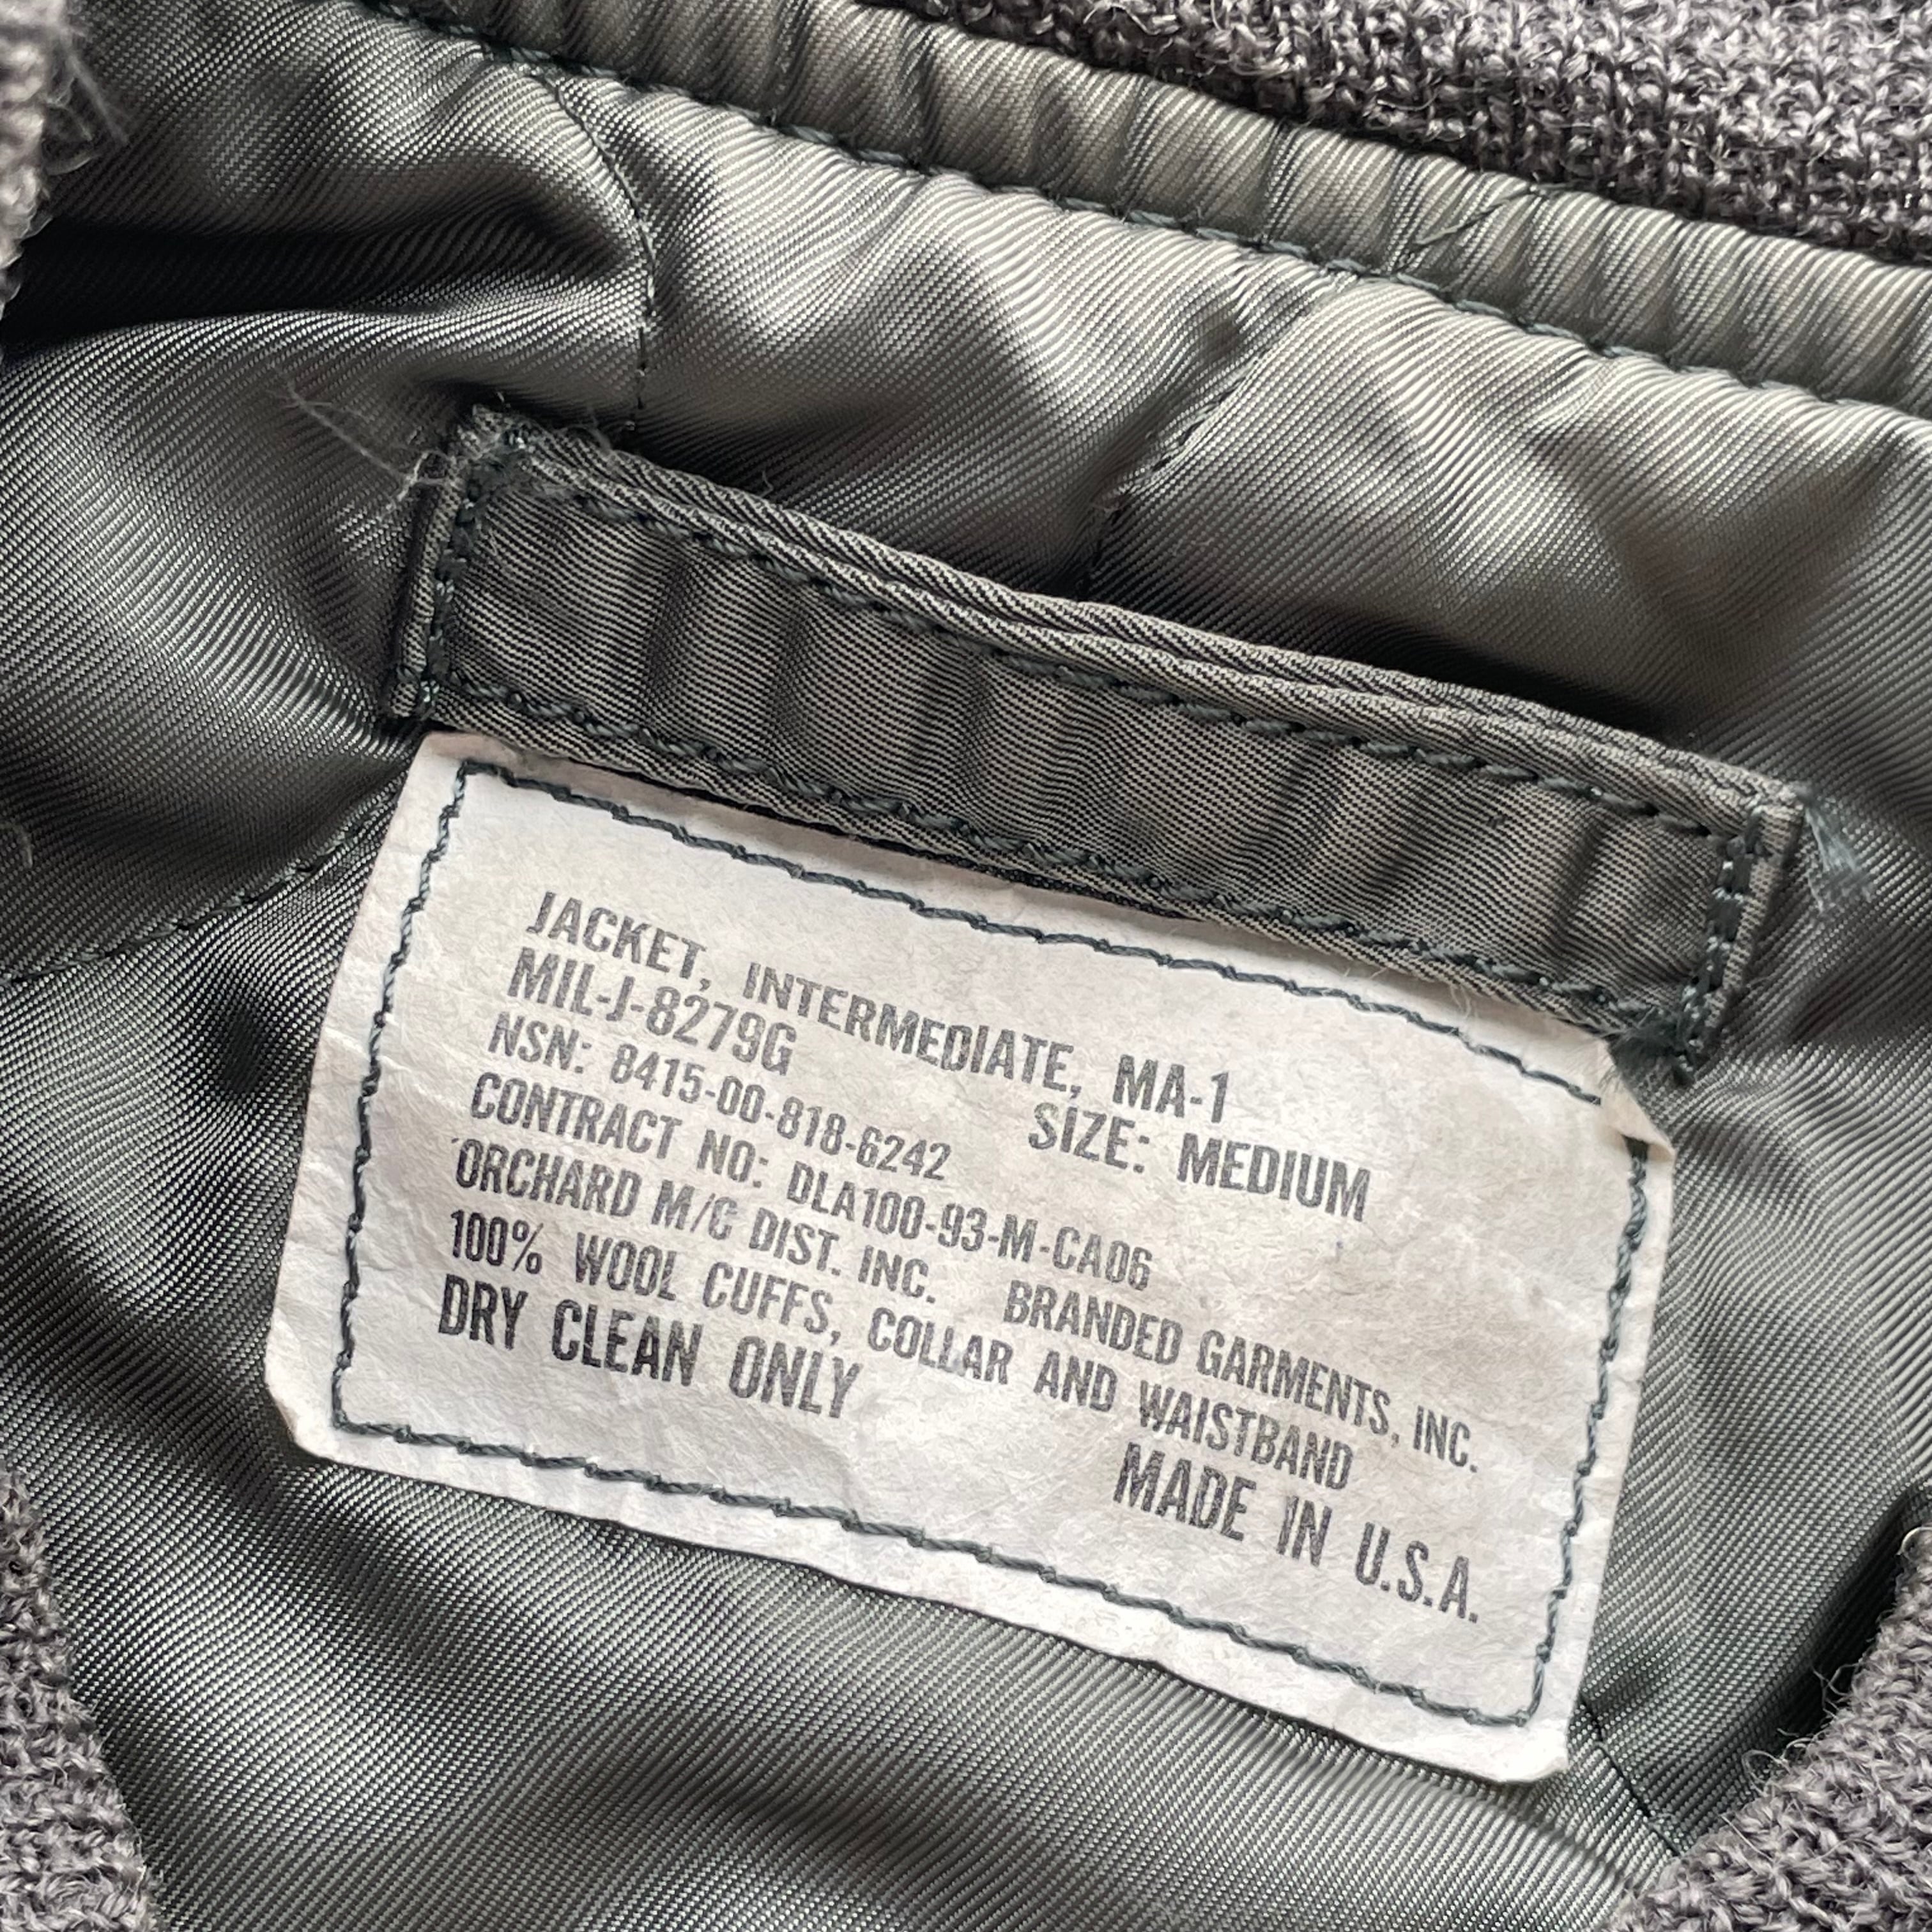 JACKET, INTERMEDIATE, MA-1
MIL-J-8279G SIZE: MEDIUM
NSN: 8415-00-818-6242
CONTRACT NO: DLA100-93-M-CA06
ORCHARD M/C DIST. INC. BRANDED GARMENTS, INC.
100% WOOL CUFFS, COLLAR AND WAISTBAND
DRY CLEAN ONLY MADE IN U.S.A.